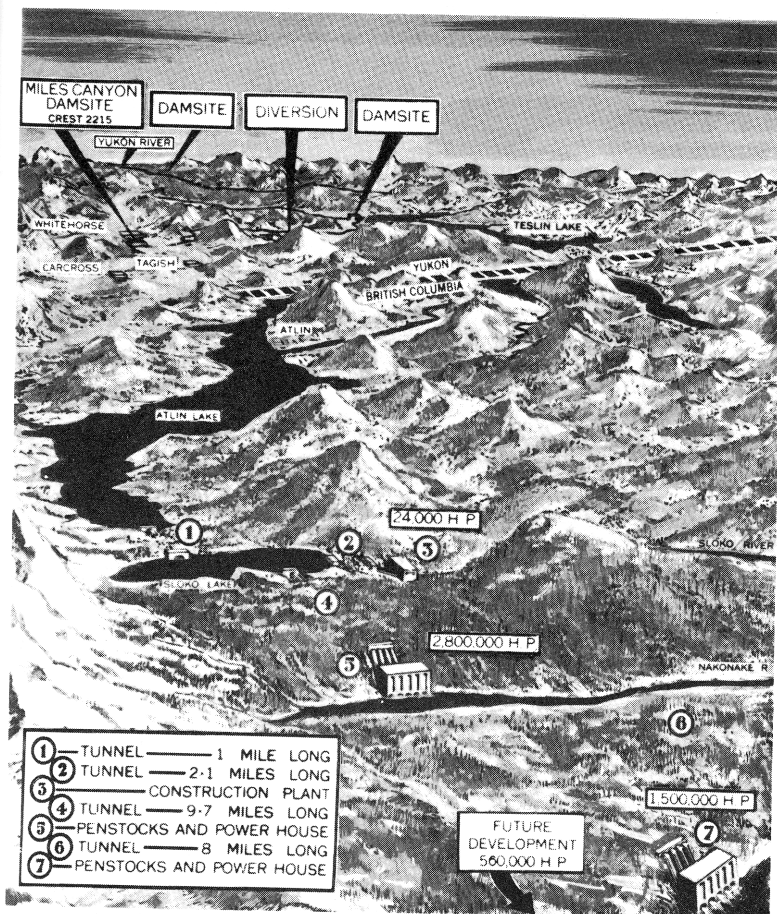 MILES CANYON
DAMSITE
CREST 2215
DAMSITE
DIVERSION
DAMSITE
YUKON RIVER
WHITEHORSE
TESLIN LAKE
CARCROSS
TAGISH
YUKON
BRITISH COLUMBIA
ATLIN
ATLIN LAKE
24,000 H P
1
2
3
SLOKO RIVER
SLOKO LAKE
4
2,800,000 H P
5
NAKONAKE R
6
1 — TUNNEL — 1 MILE LONG
2 TUNNEL — 2·1 MILES LONG
3 — CONSTRUCTION PLANT
4 TUNNEL — 9·7 MILES LONG
5 — PENSTOCKS AND POWER HOUSE
6 TUNNEL — 8 MILES LONG
7 — PENSTOCKS AND POWER HOUSE
1,500,000 H P
7
FUTURE
DEVELOPMENT
560,000 H P